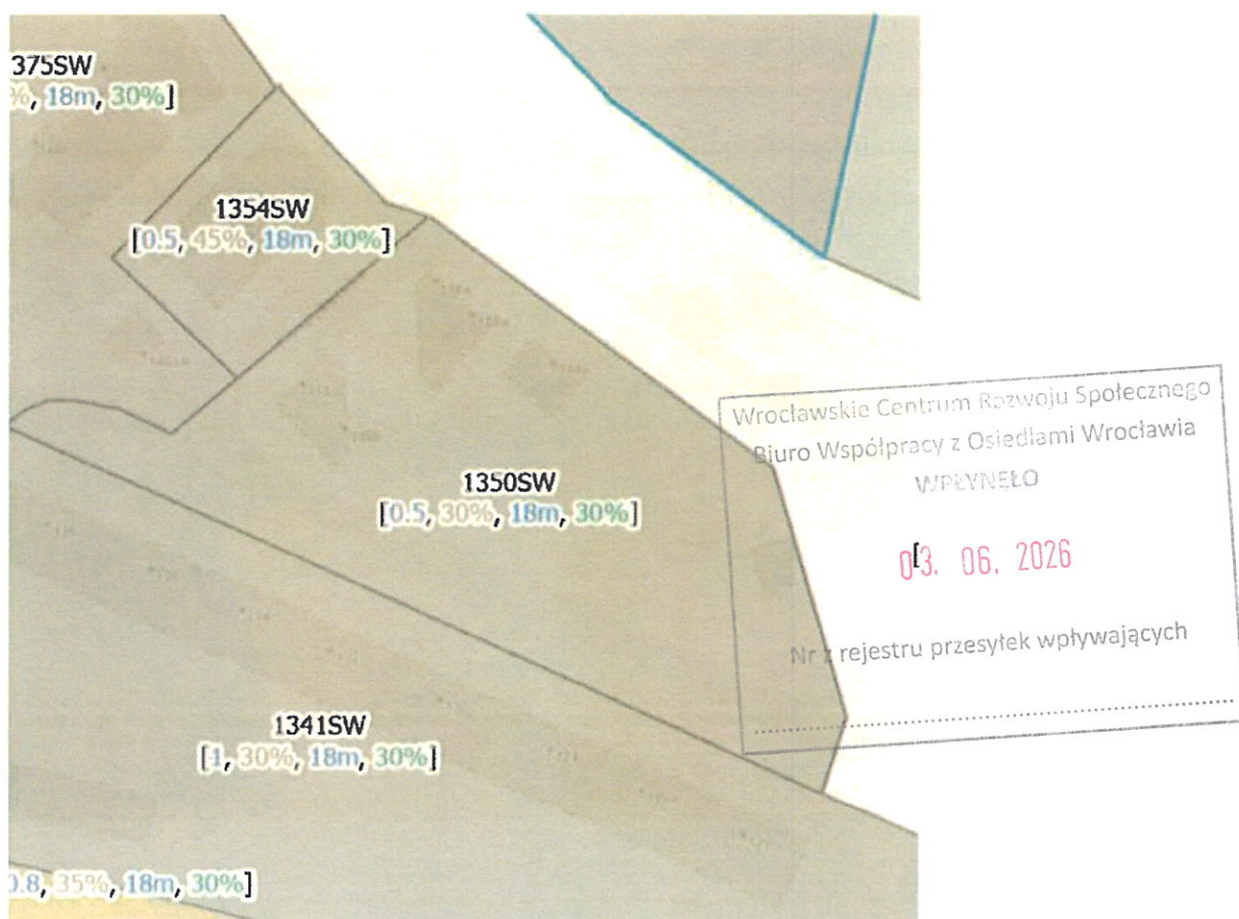 375SW
%, 18m, 30%]
1354SW
[0.5, 45%, 18m, 30%]
1350SW
[0.5, 30%, 18m, 30%]
1341SW
[1, 30%, 18m, 30%]
0.8, 35%, 18m, 30%]
Wrocławskie Centrum Rozwoju Społecznego
Biuro Współpracy z Osiedlami Wrocławia
WPŁYNĘŁO
[
03. 06. 2026
Nr z rejestru przesyłek wpływających